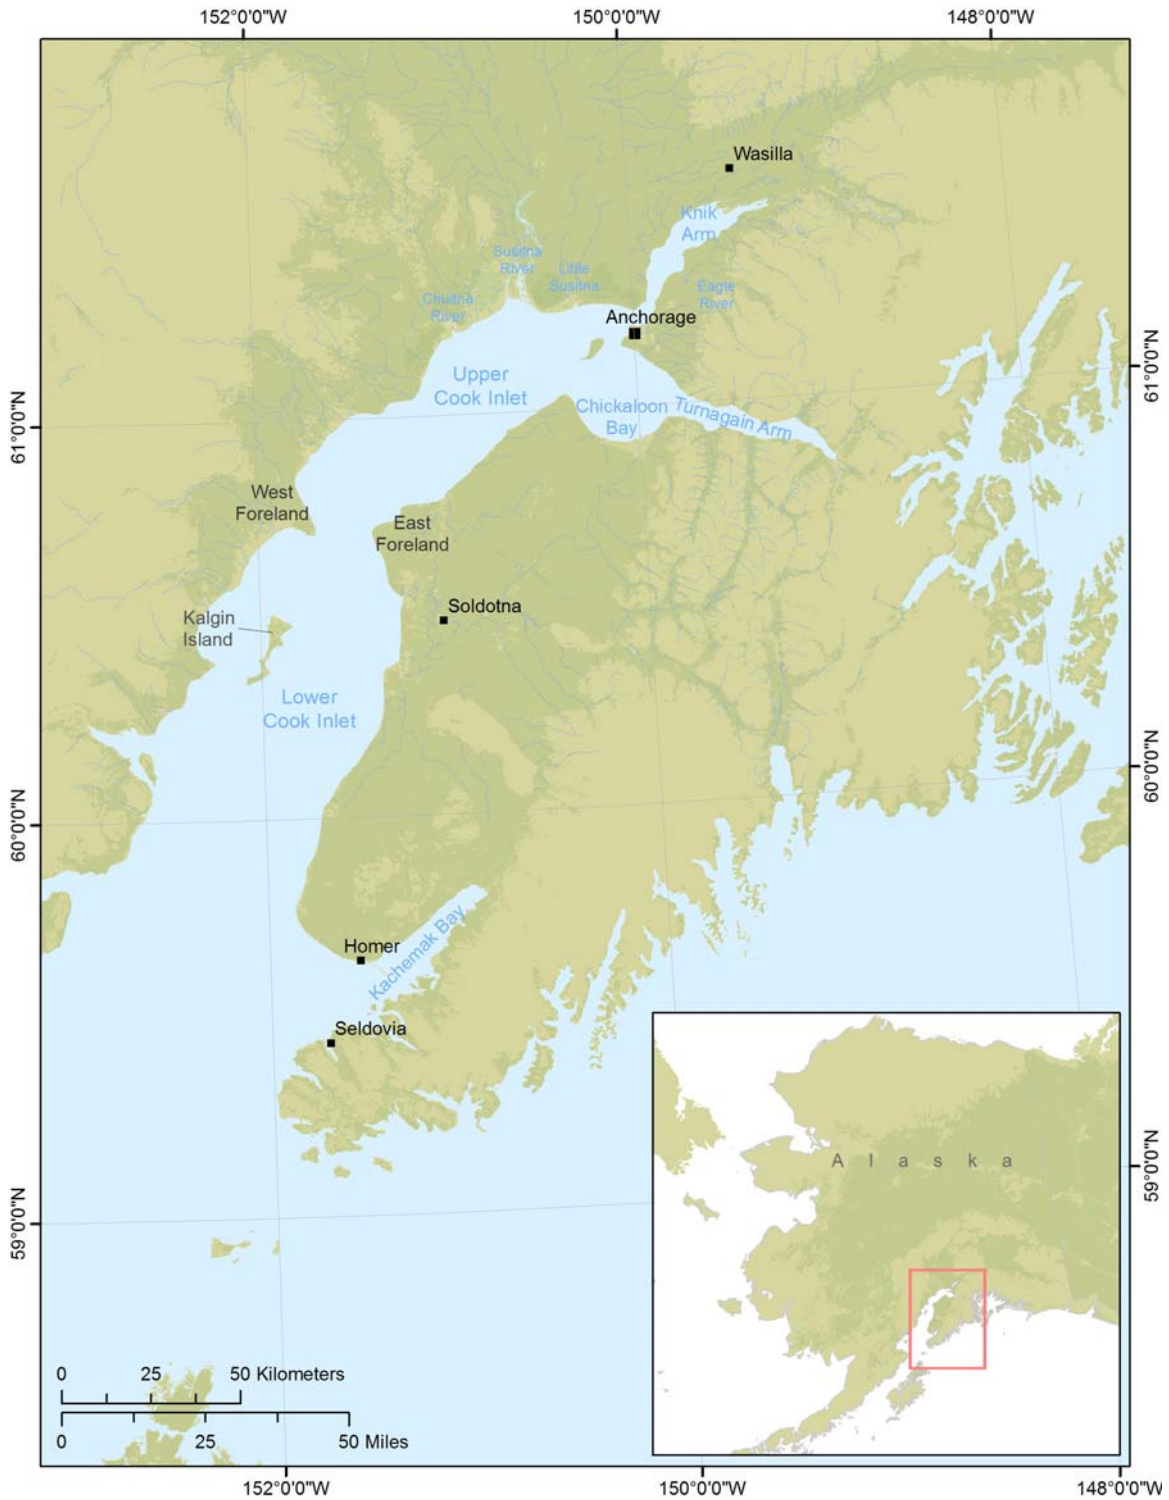 152°0'0"W
150°0'0"W
148°0'0"W
Wasilla
Knik
Arm
Susitna
River
Little
Susitna
Eagle
River
Chuitna
River
Anchorage
61°0'0"N
Upper
Cook Inlet
Chickaloon
Bay
Turnagain Arm
61°0'0"N
West
Foreland
East
Foreland
Soldotna
Kalgin
Island
Lower
Cook Inlet
60°0'0"N
60°0'0"N
Homer
Kachemak Bay
Seldovia
Alaska
59°0'0"N
59°0'0"N
0 25 50 Kilometers
0 25 50 Miles
152°0'0"W
150°0'0"W
148°0'0"W